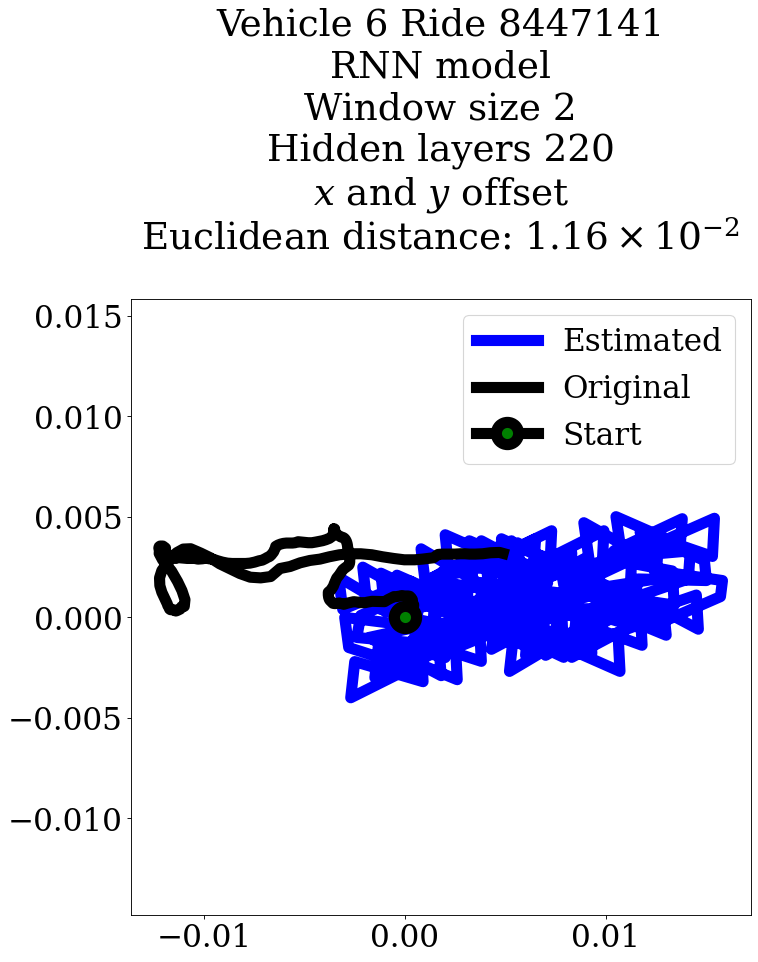 Vehicle 6 Ride 8447141
RNN model
Window size 2
Hidden layers 220
x and y offset
Euclidean distance: 1.16 × 10⁻²
Estimated
Original
Start
0.015
0.010
0.005
0.000
−0.005
−0.010
−0.01
0.00
0.01